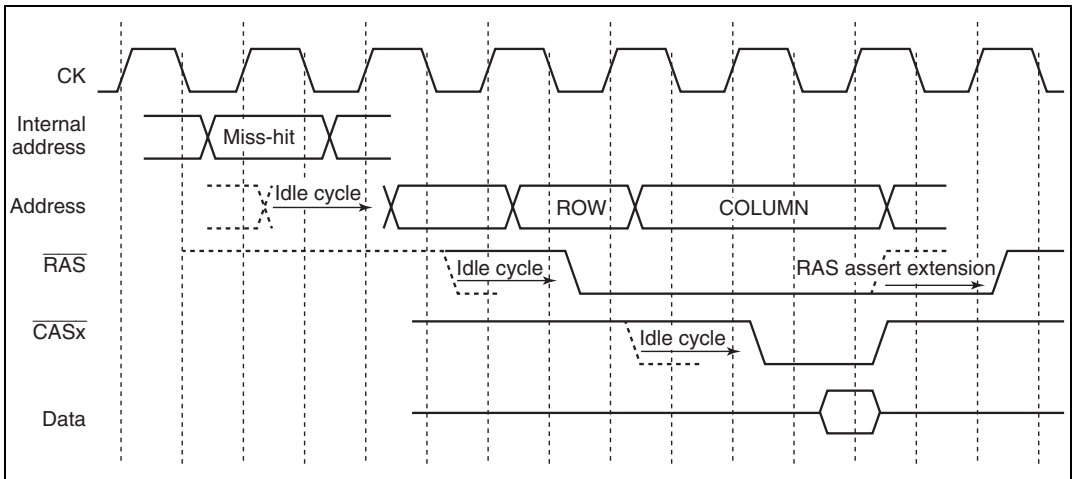 CK
Internal
address
Miss-hit
Address
Idle cycle
ROW
COLUMN
RAS
Idle cycle
RAS assert extension
CASx
Idle cycle
Data